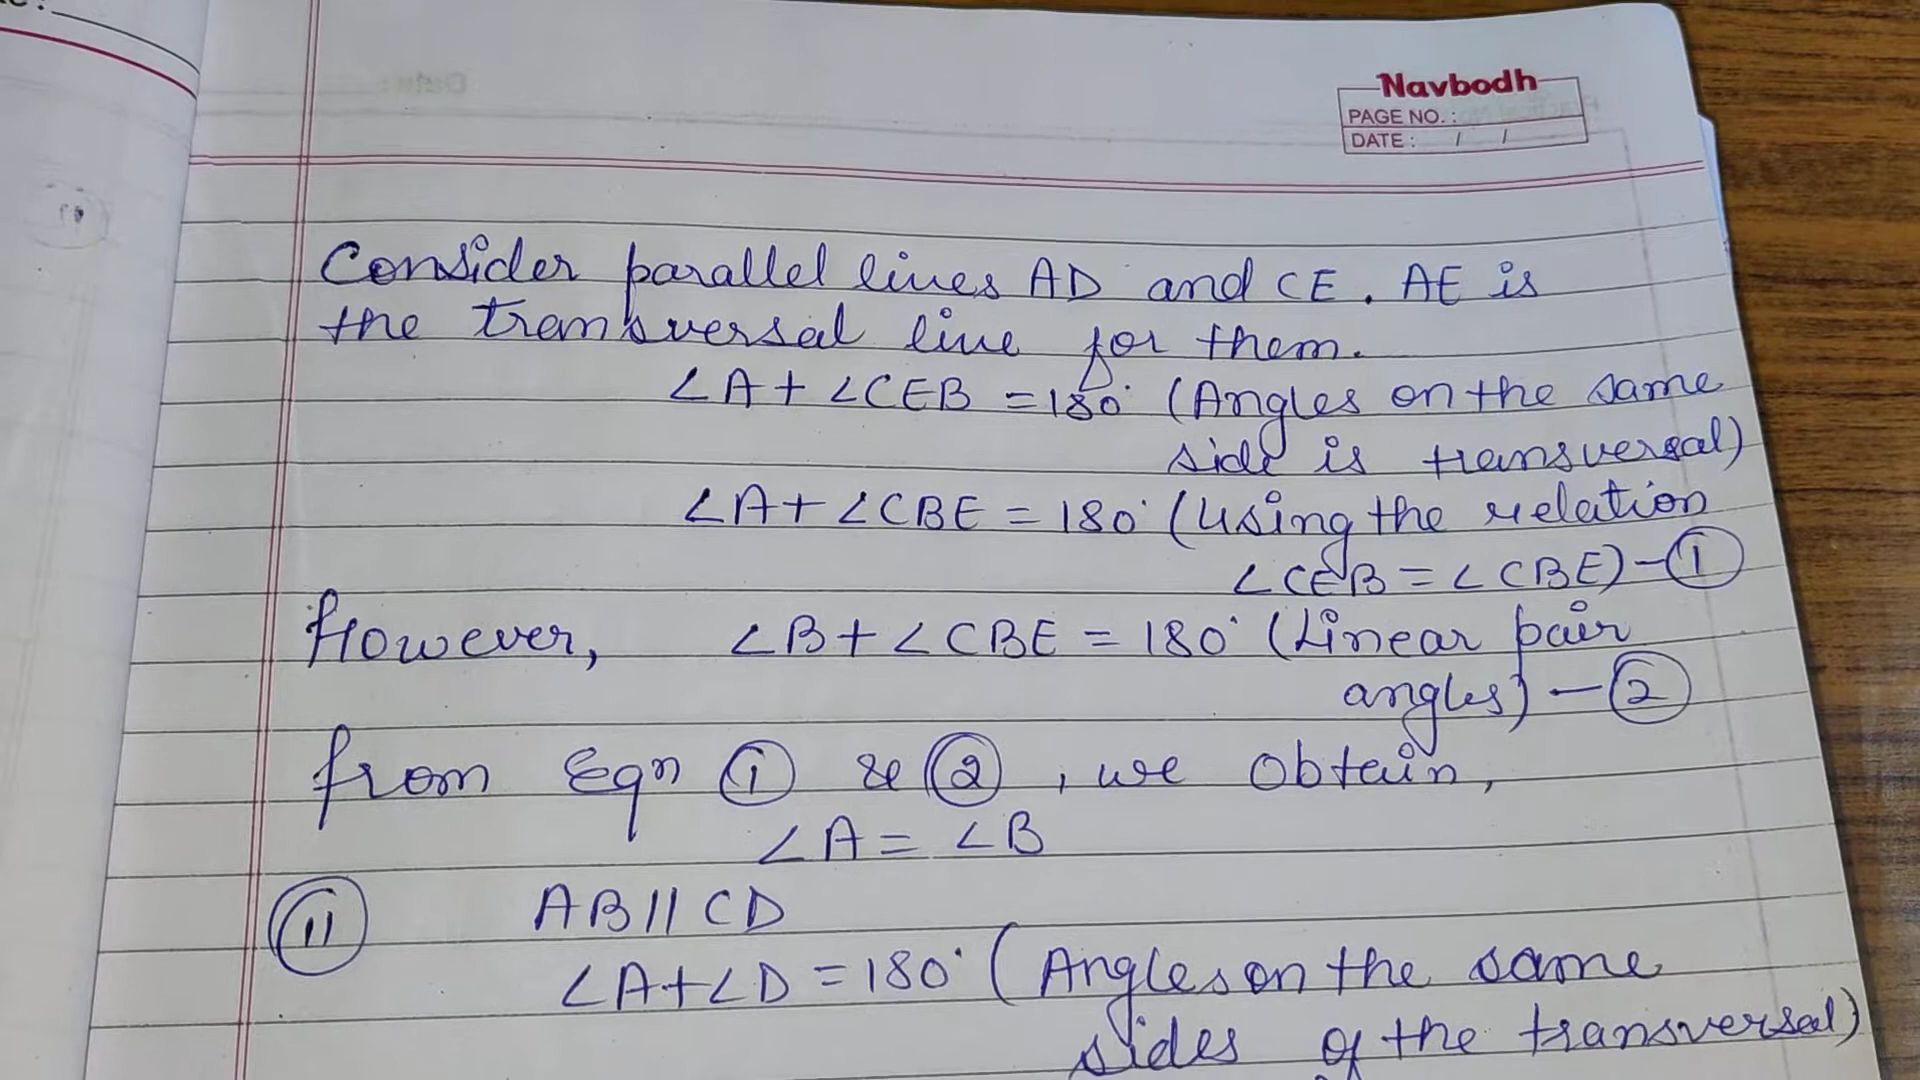 Navbodh
PAGE NO. :
DATE : / /
Consider parallel lines AD and CE. AE is
the transversal line for them.
∠A + ∠CEB = 180° (Angles on the same
side is transversal)
∠A + ∠CBE = 180° (Using the relation
∠CEB = ∠CBE) - ①
However, ∠B + ∠CBE = 180° (Linear pair
angles) - ②
from Eqn ① & ②, we obtain,
∠A = ∠B
(ii) AB || CD
∠A + ∠D = 180° (Angles on the same
sides of the transversal)